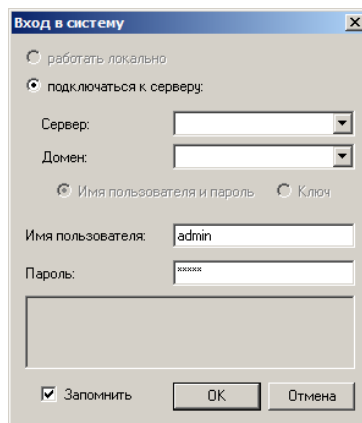 Вход в систему
работать локально
подключаться к серверу:
Сервер:
Домен:
Имя пользователя и пароль Ключ
Имя пользователя: admin
Пароль: *****
Запомнить OK Отмена